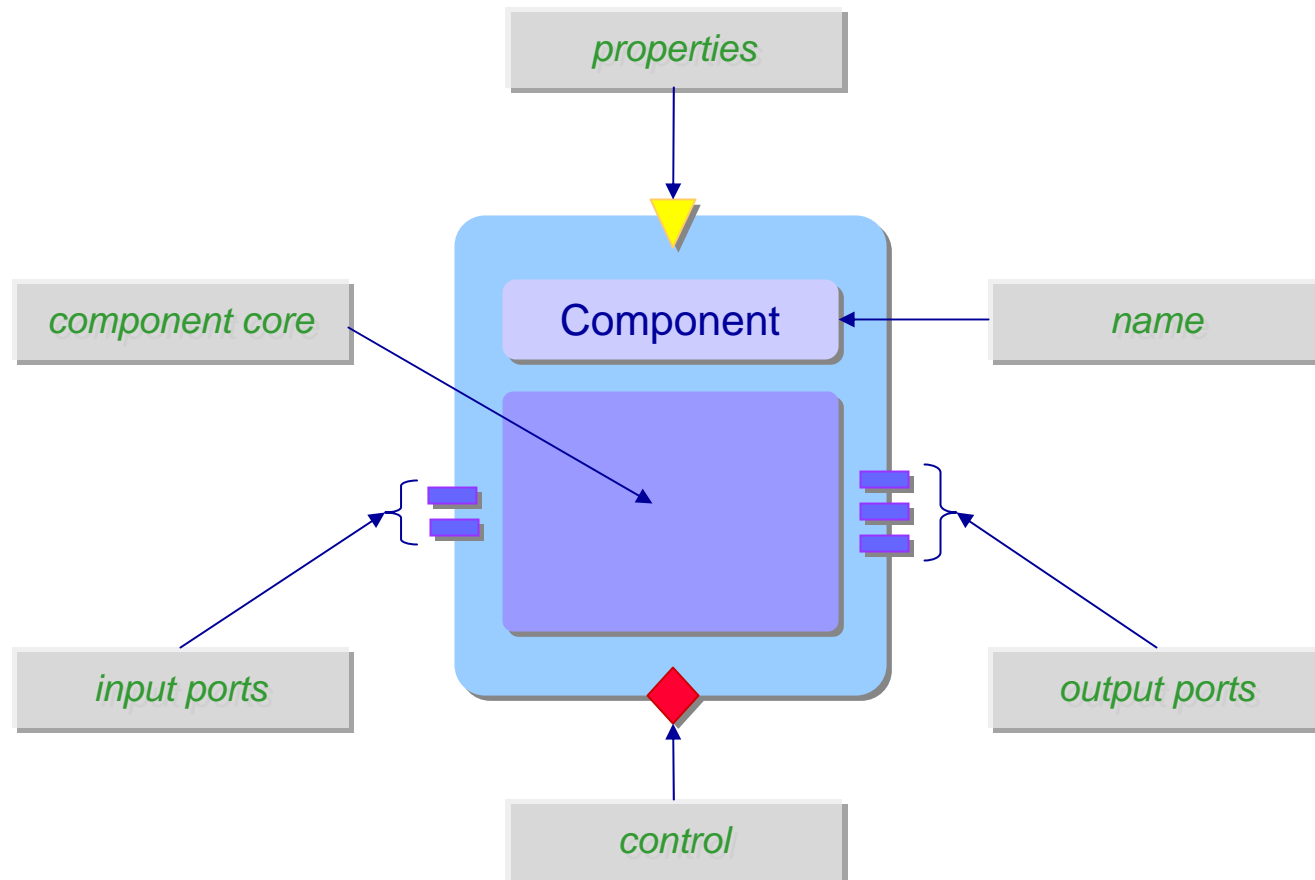 properties
component core
Component
name
input ports
output ports
control